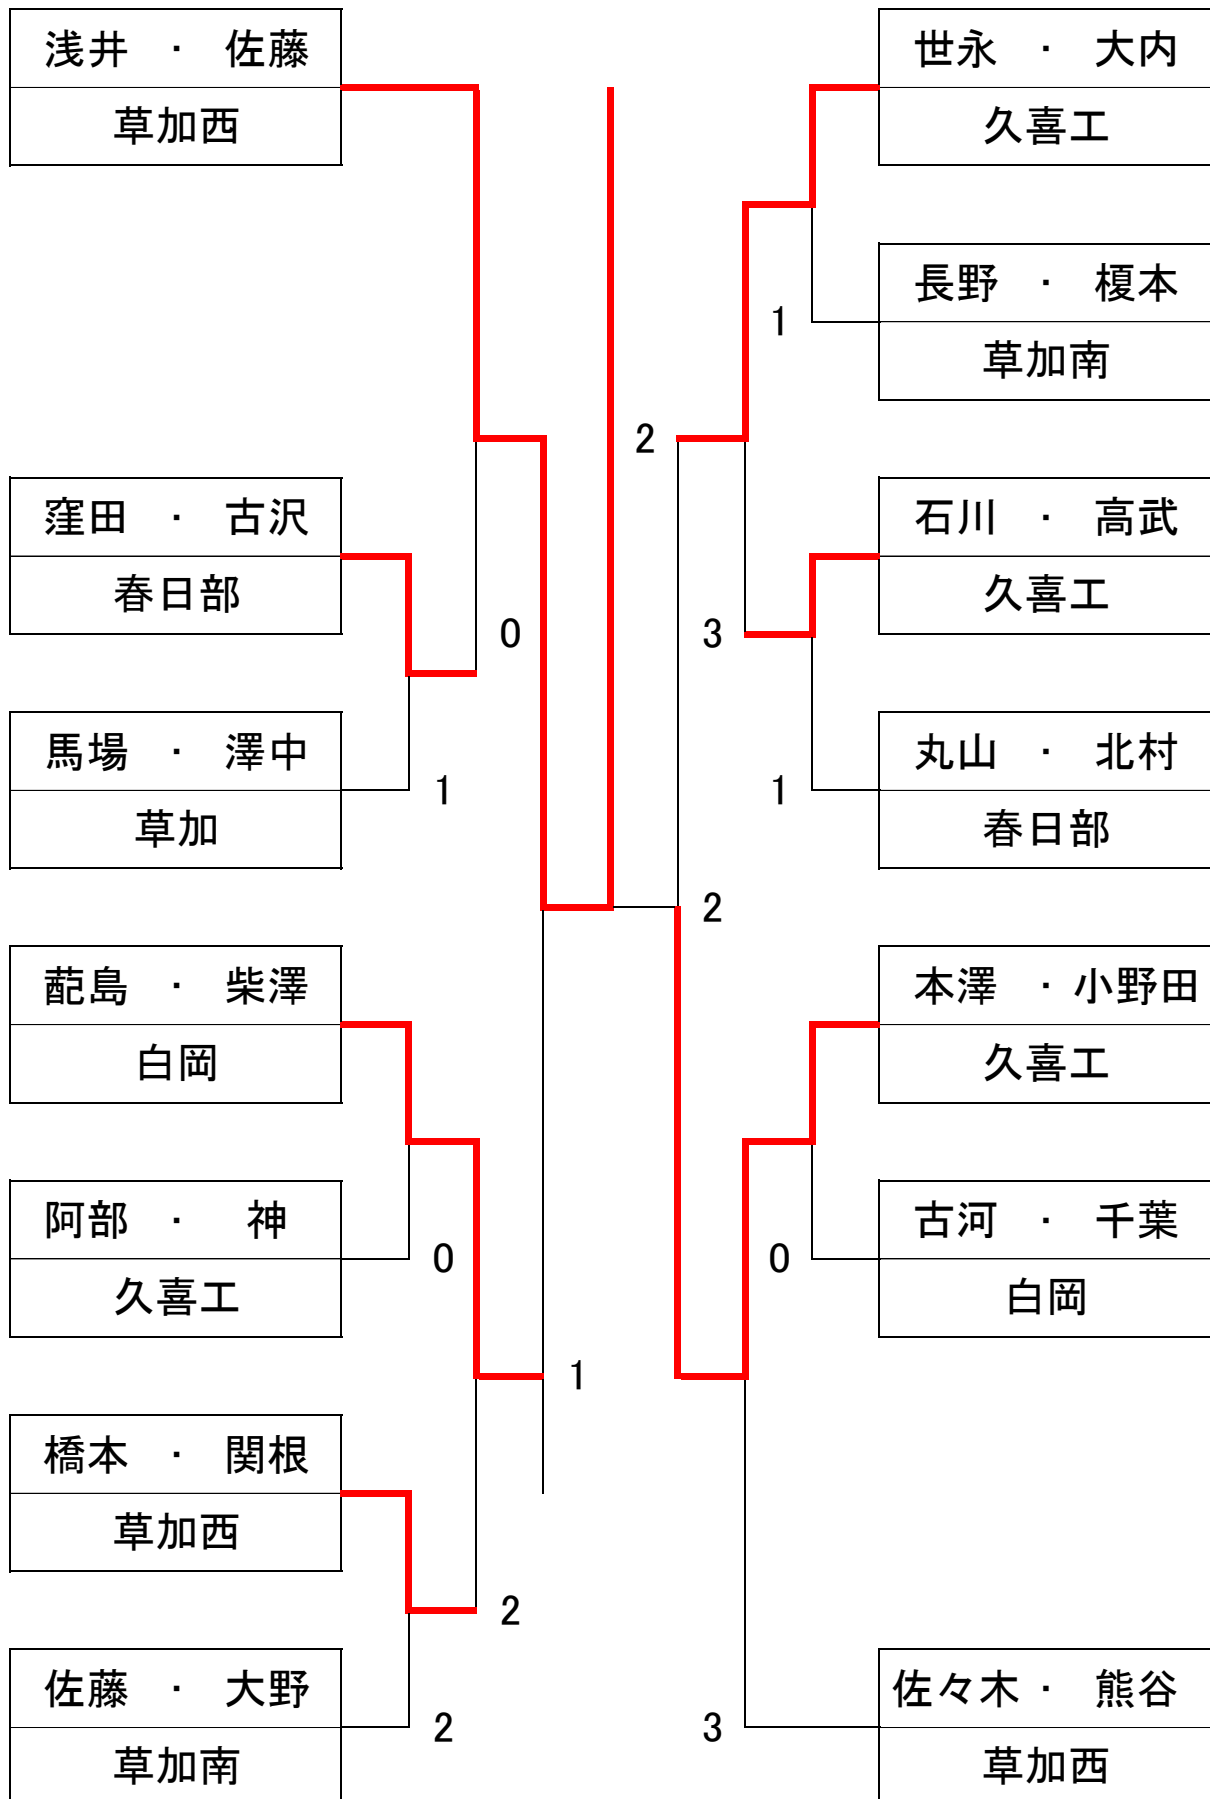 浅井 ・ 佐藤
草加西
窪田 ・ 古沢
春日部
0
馬場 ・ 澤中
草加
1
蓜島 ・ 柴澤
白岡
阿部 ・ 神
久喜工
0
1
橋本 ・ 関根
草加西
2
佐藤 ・ 大野
草加南
2
世永 ・ 大内
久喜工
長野 ・ 榎本
草加南
1
2
石川 ・ 高武
久喜工
3
丸山 ・ 北村
春日部
1
2
本澤 ・ 小野田
久喜工
古河 ・ 千葉
白岡
0
佐々木 ・ 熊谷
草加西
3